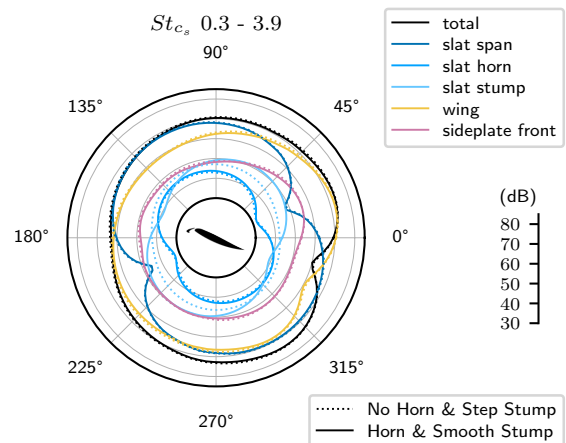 St_{c_s} 0.3 - 3.9
90°
135°
45°
180°
0°
225°
315°
270°
total
slat span
slat horn
slat stump
wing
sideplate front
(dB)
80
70
60
50
40
30
No Horn & Step Stump
Horn & Smooth Stump